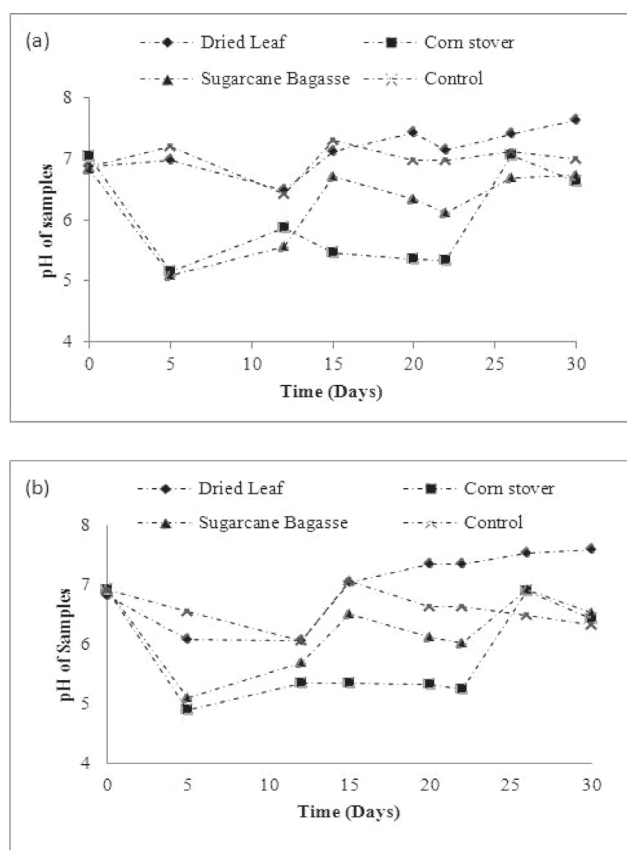 (a)
Dried Leaf
Corn stover
Sugarcane Bagasse
Control
8
7
6
5
4
pH of samples
0
5
10
15
20
25
30
Time (Days)
(b)
Dried Leaf
Corn stover
Sugarcane Bagasse
Control
8
7
6
5
4
pH of Samples
0
5
10
15
20
25
30
Time (Days)